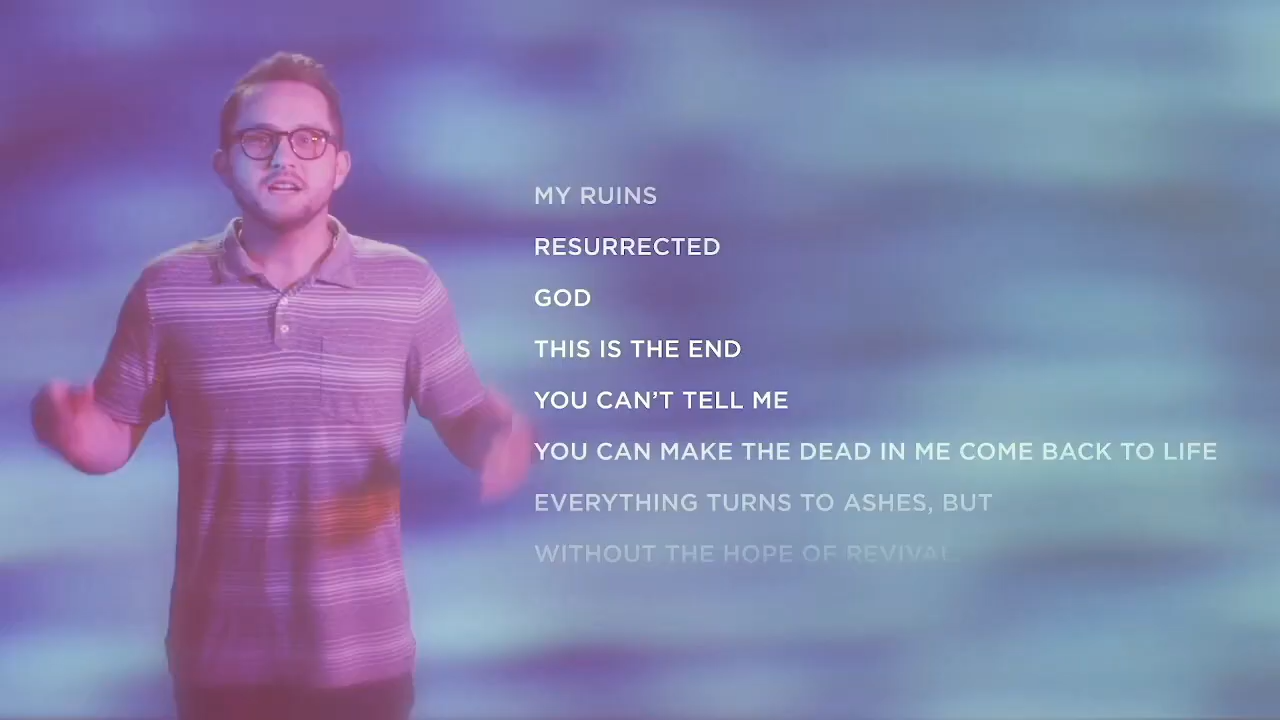 MY RUINS
RESURRECTED
GOD
THIS IS THE END
YOU CAN'T TELL ME
YOU CAN MAKE THE DEAD IN ME COME BACK TO LIFE
EVERYTHING TURNS TO ASHES, BUT
WITHOUT THE HOPE OF REVIVAL